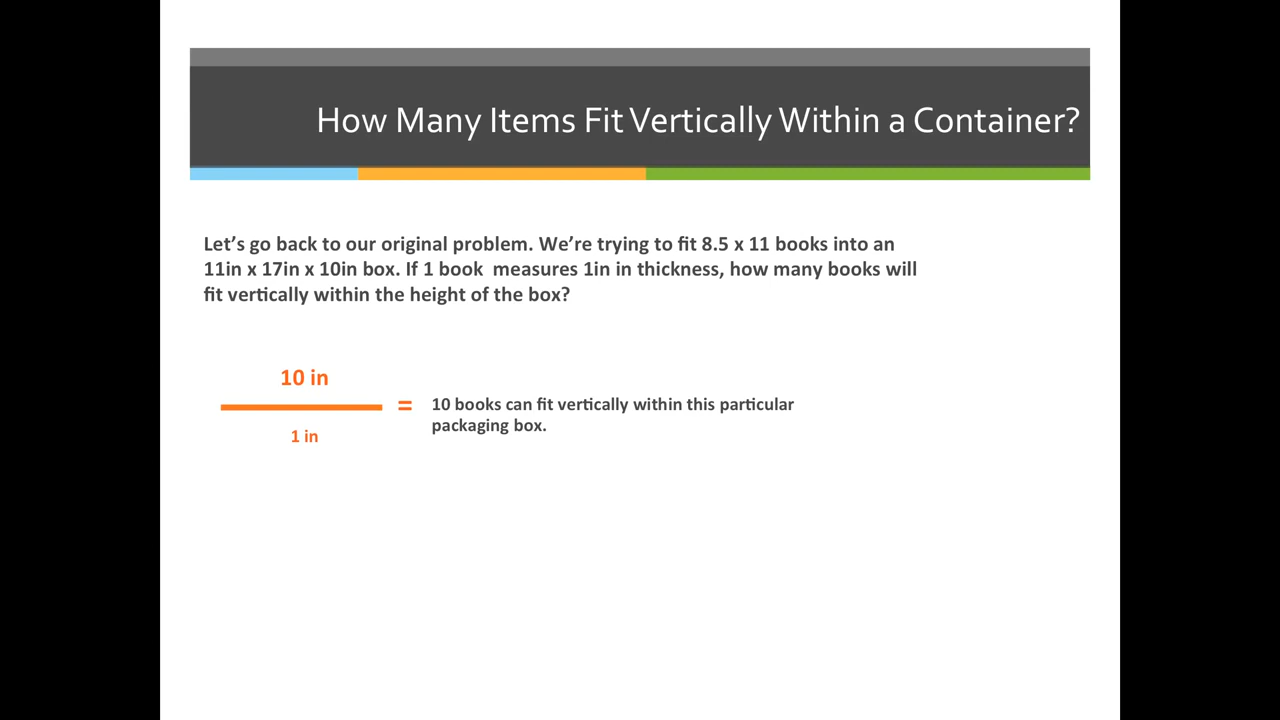 How Many Items Fit Vertically Within a Container?
Let’s go back to our original problem. We’re trying to fit 8.5 x 11 books into an
11in x 17in x 10in box. If 1 book  measures 1in in thickness, how many books will
fit vertically within the height of the box?
10 in
=
1 in
10 books can fit vertically within this particular
packaging box.